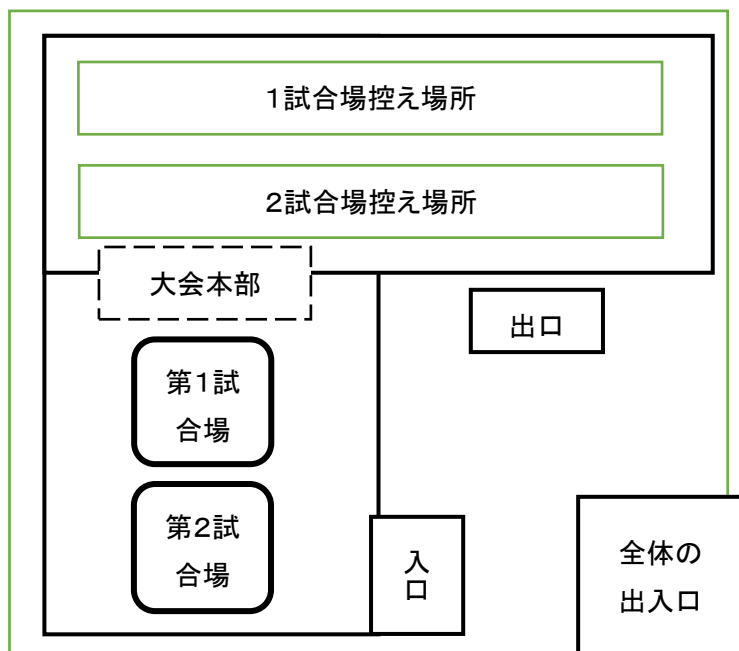 1試合場控え場所
2試合場控え場所
大会本部
出口
第1試
合場
第2試
合場
入
口
全体の
出入口